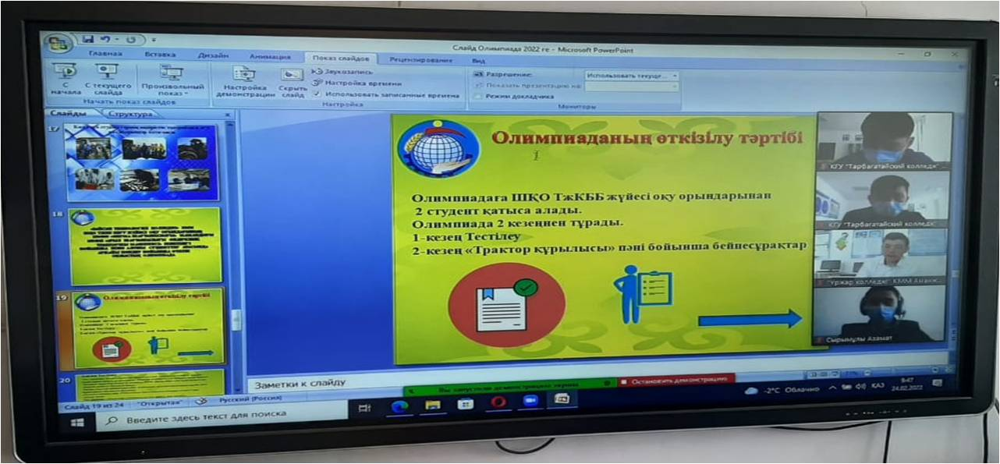 Слайд Олимпиада 2022 ге - Microsoft PowerPoint
Главная Вставка Дизайн Анимация Показ слайдов Рецензирование Вид
С начала
С текущего слайда
Произвольный показ
Начать показ слайдов
Настройка демонстрации
Скрыть слайд
Звукозапись
Настройка времени
Использовать записанные времена
Настройка
Разрешение: Использовать текуще...
Показать презентацию на:
Режим докладчика
Мониторы
Слайды Структура
17
18
19
Олимпиаданың өткізілу тәртібі
20
Олимпиаданың өткізілу тәртібі
Олимпиадаға ШҚО ТжКББ жүйесі оқу орындарынан
2 студент қатыса алады.
Олимпиада 2 кезеңнен тұрады.
1-кезең Тестілеу
2-кезең «Трактор құрылысы» пәні бойынша бейнесұрақтар
КГУ "Тарбагатайский колледж"...
КГУ "Тарбагатайский колледж"
"Үржар колледжі" КММ
Сырымұлы Азамат
Заметки к слайду
Вы запустили демонстрацию экрана
Остановить демонстрацию
Слайд 19 из 24 "Открытая" Русский (Россия)
Введите здесь текст для поиска
-2°C Облачно
ҚАЗ
9:47
24.02.2022